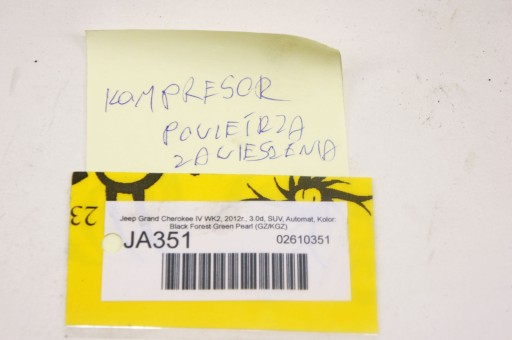 KOMPRESOR
POWIETRZA
ZAWIESZENIA
23
Jeep Grand Cherokee IV WK2, 2012r., 3.0d, SUV, Automat, Kolor:
Black Forest Green Pearl (GZ/KGZ)
JA351
02610351